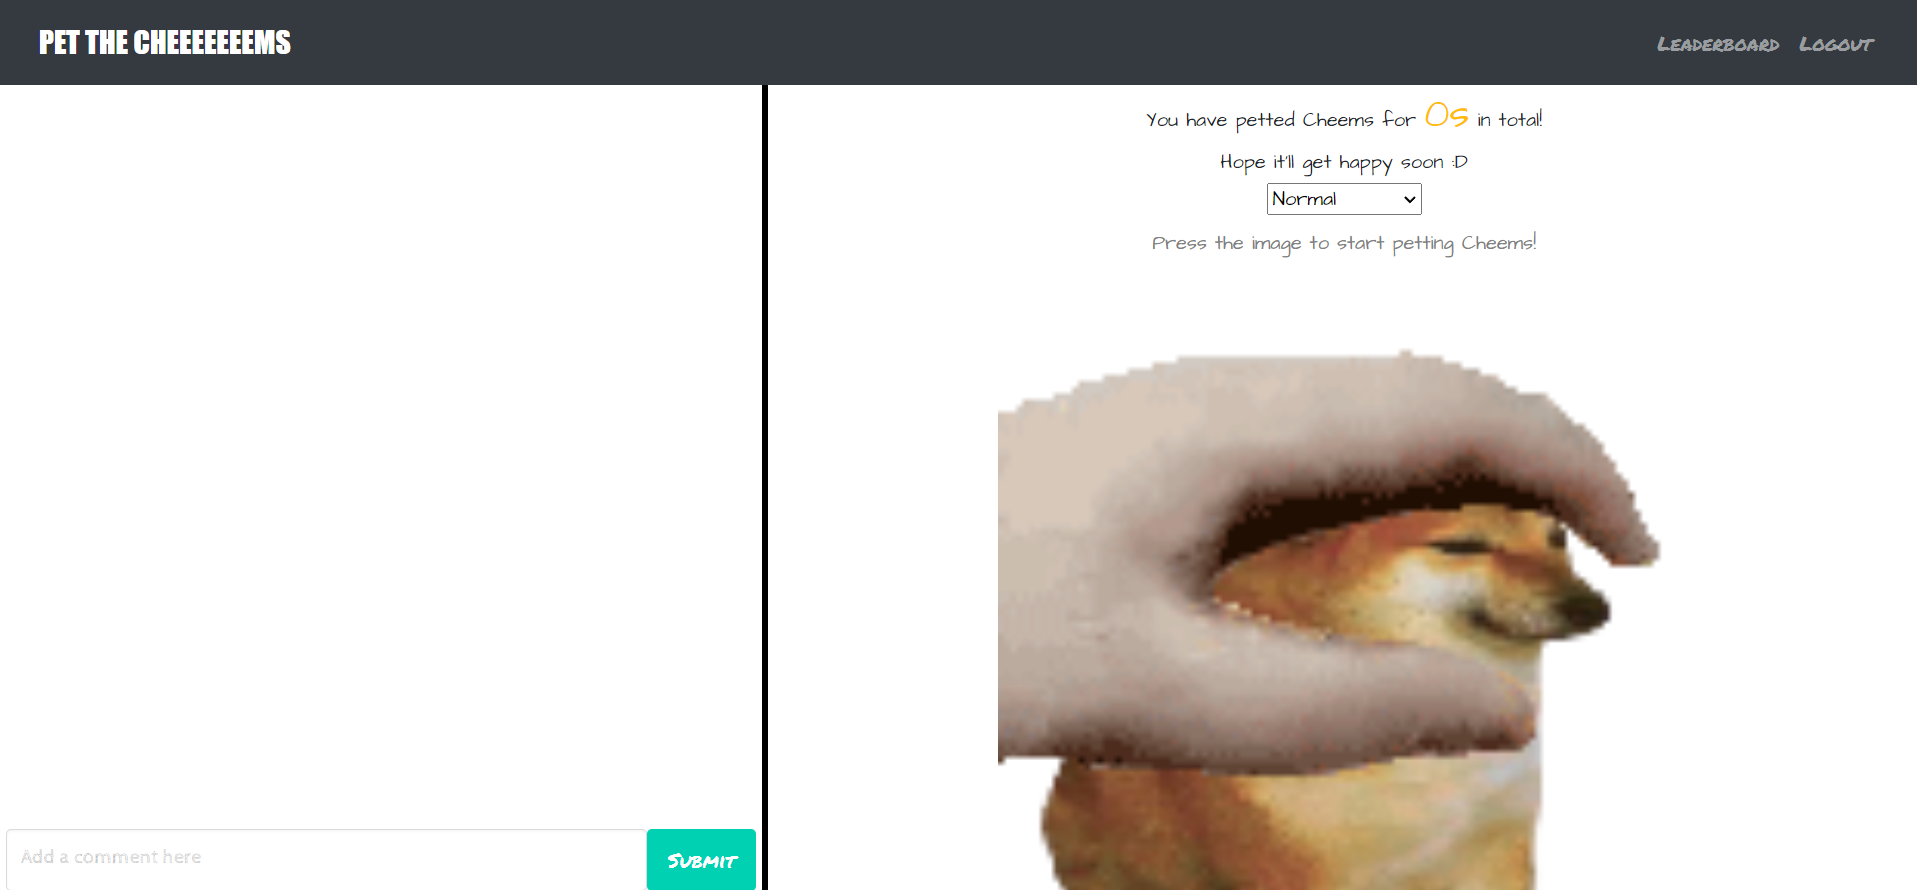 PET THE CHEEEEEEEMS
Leaderboard Logout
You have petted Cheems for 0s in total!
Hope it'll get happy soon :D
Normal
Press the image to start petting Cheems!
Add a comment here
Submit